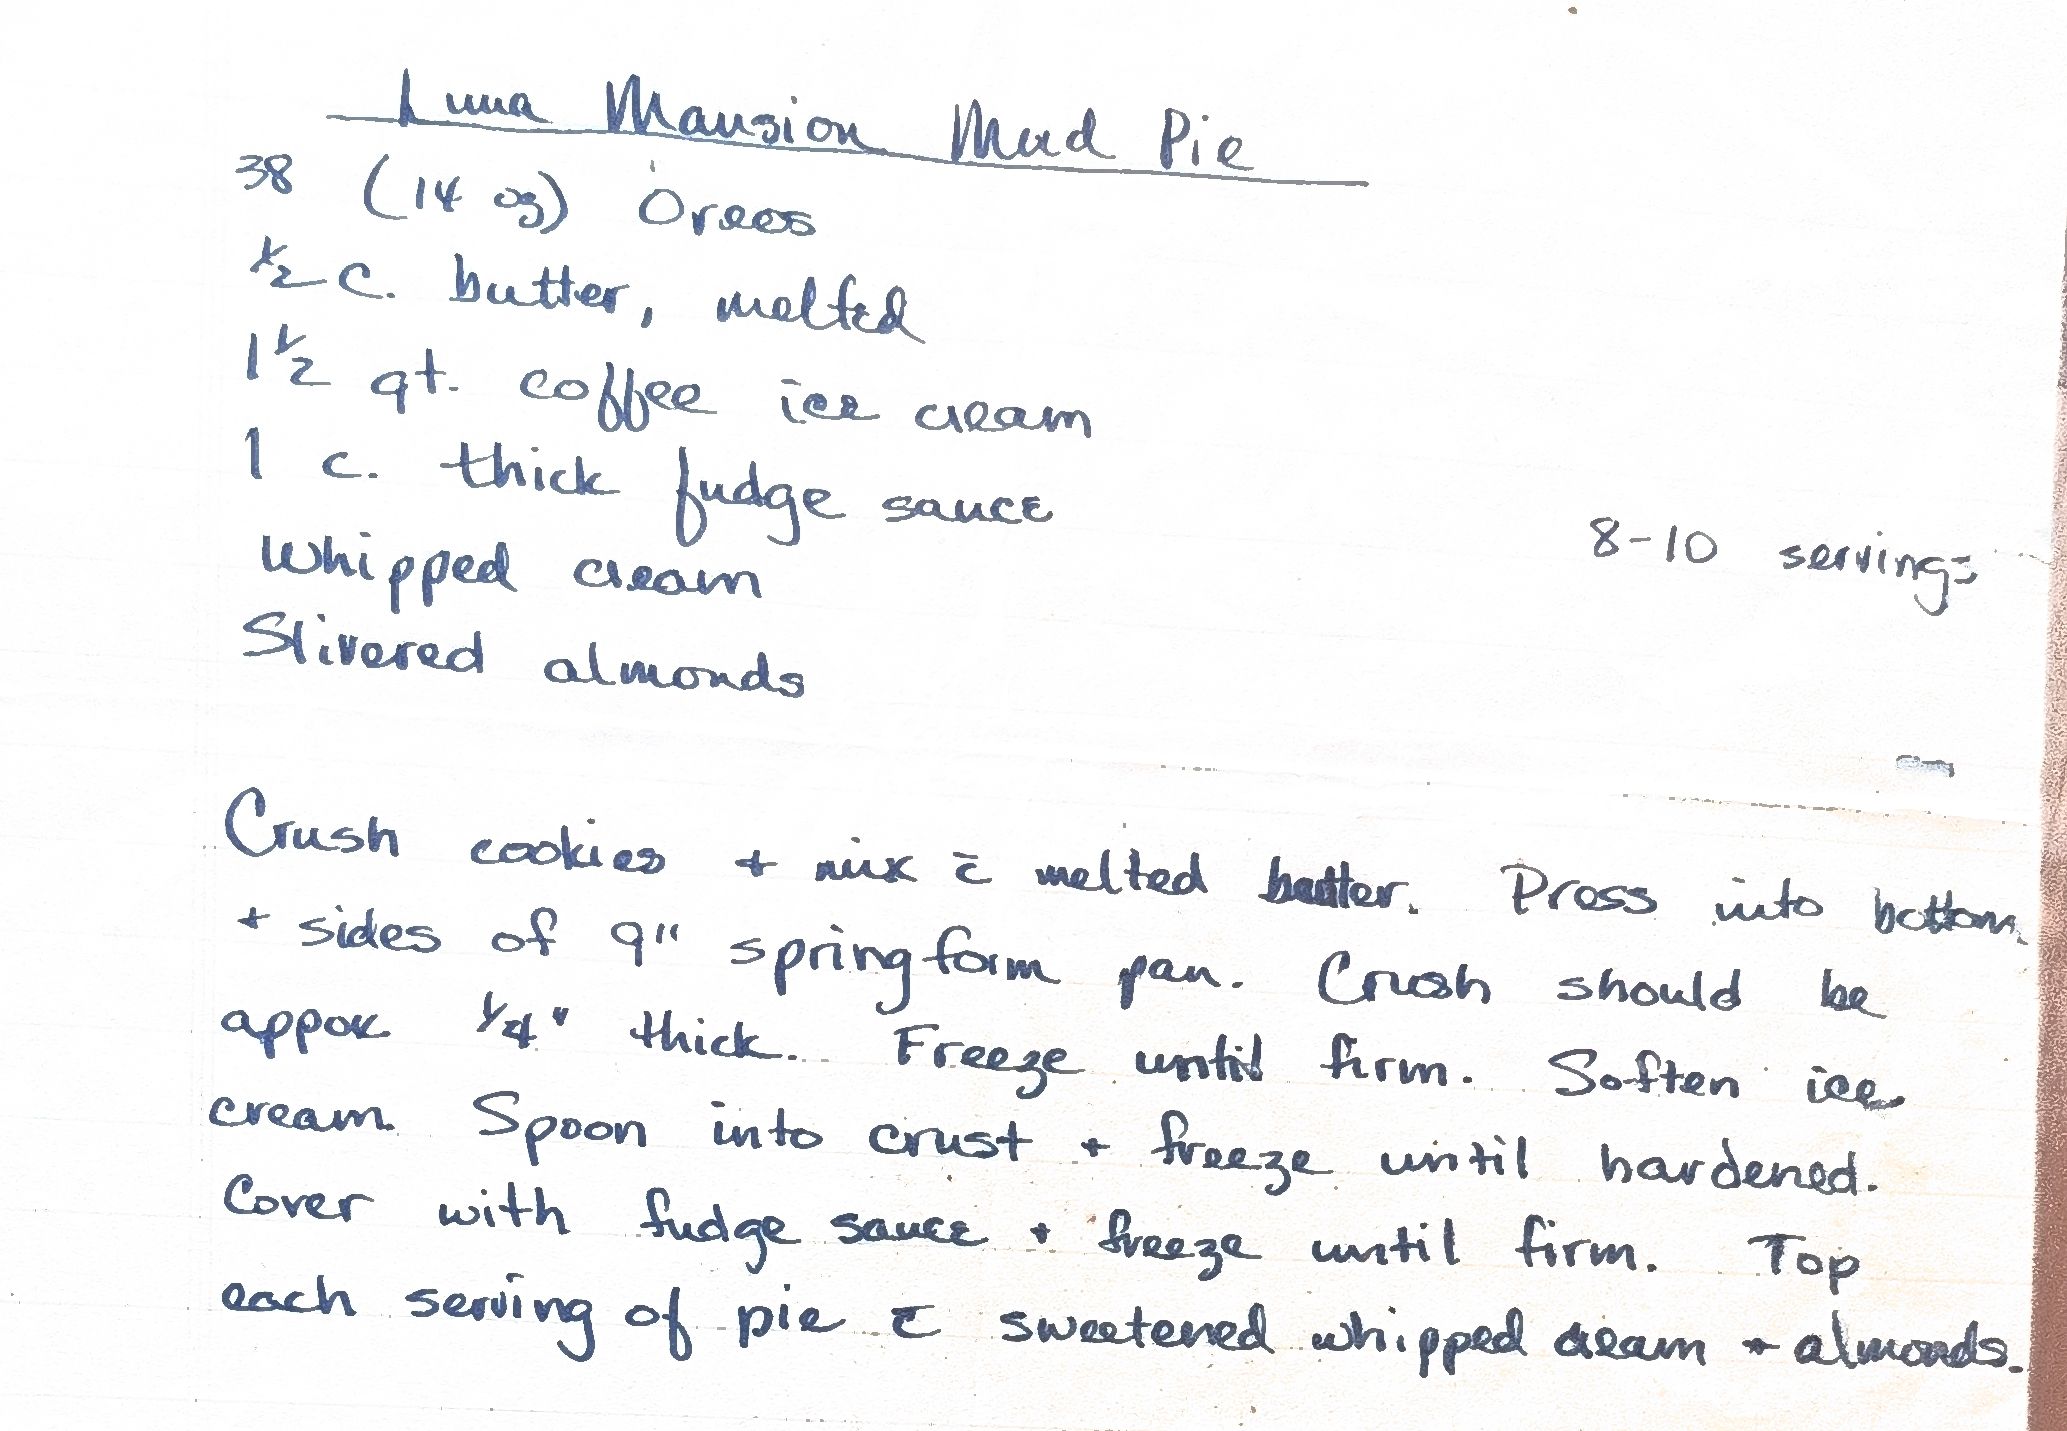 Luna Mansion Mud Pie
38 (14 oz) Oreos
1/2 c. butter, melted
1 1/2 qt. coffee ice cream
1 c. thick fudge sauce
8-10 servings
Whipped cream
Slivered almonds
Crush cookies + mix c̄ melted butter. Press into bottom
+ sides of 9" springform pan. Crush should be
appox 1/4" thick. Freeze until firm. Soften ice
cream. Spoon into crust + freeze until hardened.
Cover with fudge sauce + freeze until firm. Top
each serving of pie c̄ sweetened whipped cream + almonds.